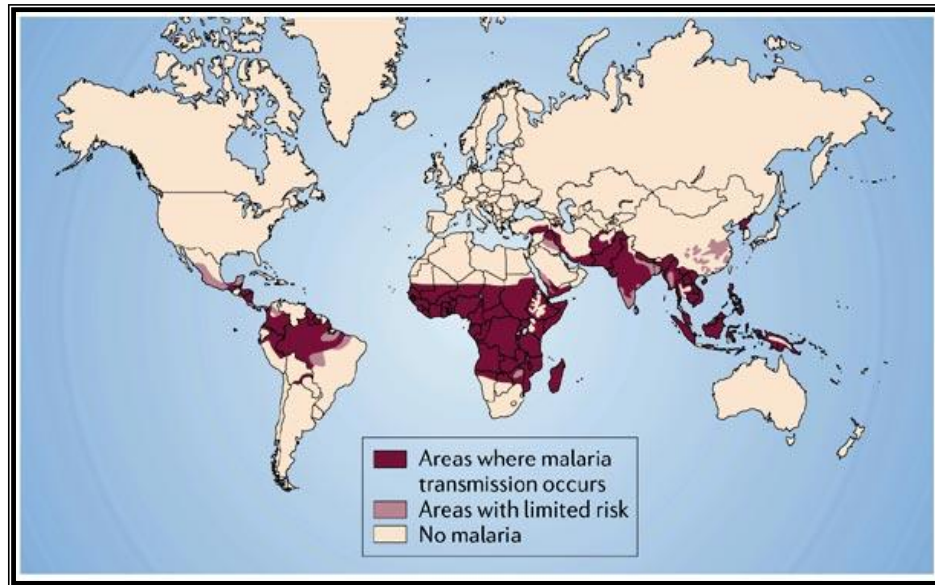 Areas where malaria
transmission occurs
Areas with limited risk
No malaria